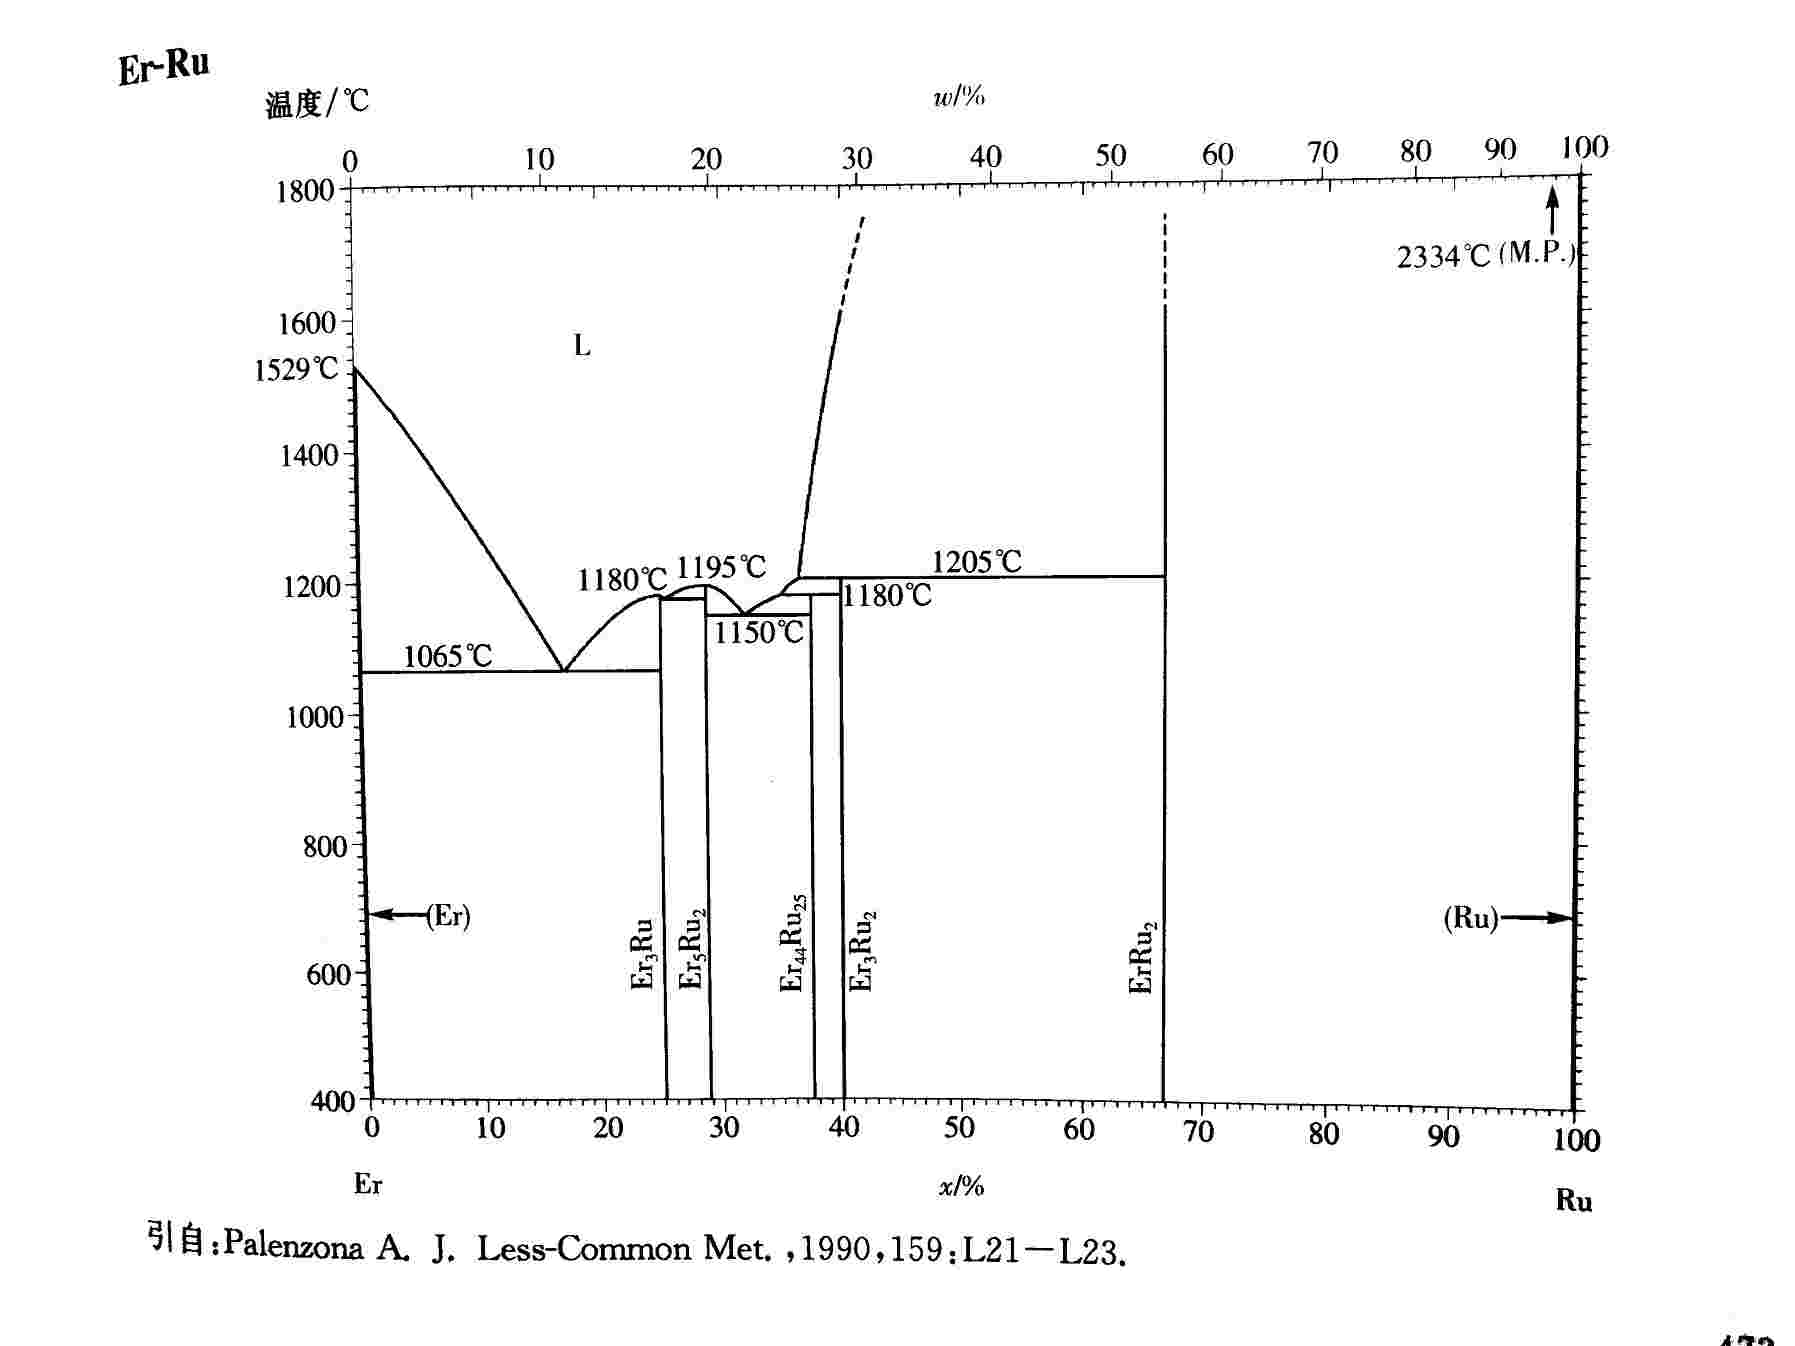 Er-Ru
温度/℃
w/%
0 10 20 30 40 50 60 70 80 90 100
1800
2334℃ (M.P.)
1600
L
1529℃
1400
1205℃
1195℃
1180℃
1200
1180℃
1150℃
1065℃
1000
800
(Er)
(Ru)
Er₃Ru
Er₅Ru₂
Er₄₄Ru₂₅
Er₃Ru₂
ErRu₂
600
400
0 10 20 30 40 50 60 70 80 90 100
Er
x/%
Ru
引自:Palenzona A. J. Less-Common Met. ,1990,159:L21—L23.